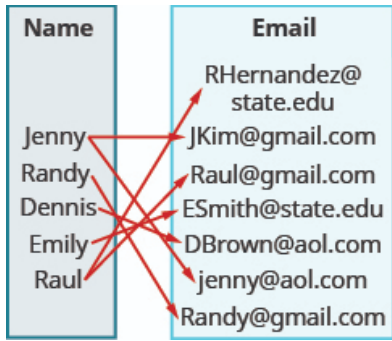 Name
Jenny
Randy
Dennis
Emily
Raul
Email
RHernandez@
state.edu
JKim@gmail.com
Raul@gmail.com
ESmith@state.edu
DBrown@aol.com
jenny@aol.com
Randy@gmail.com